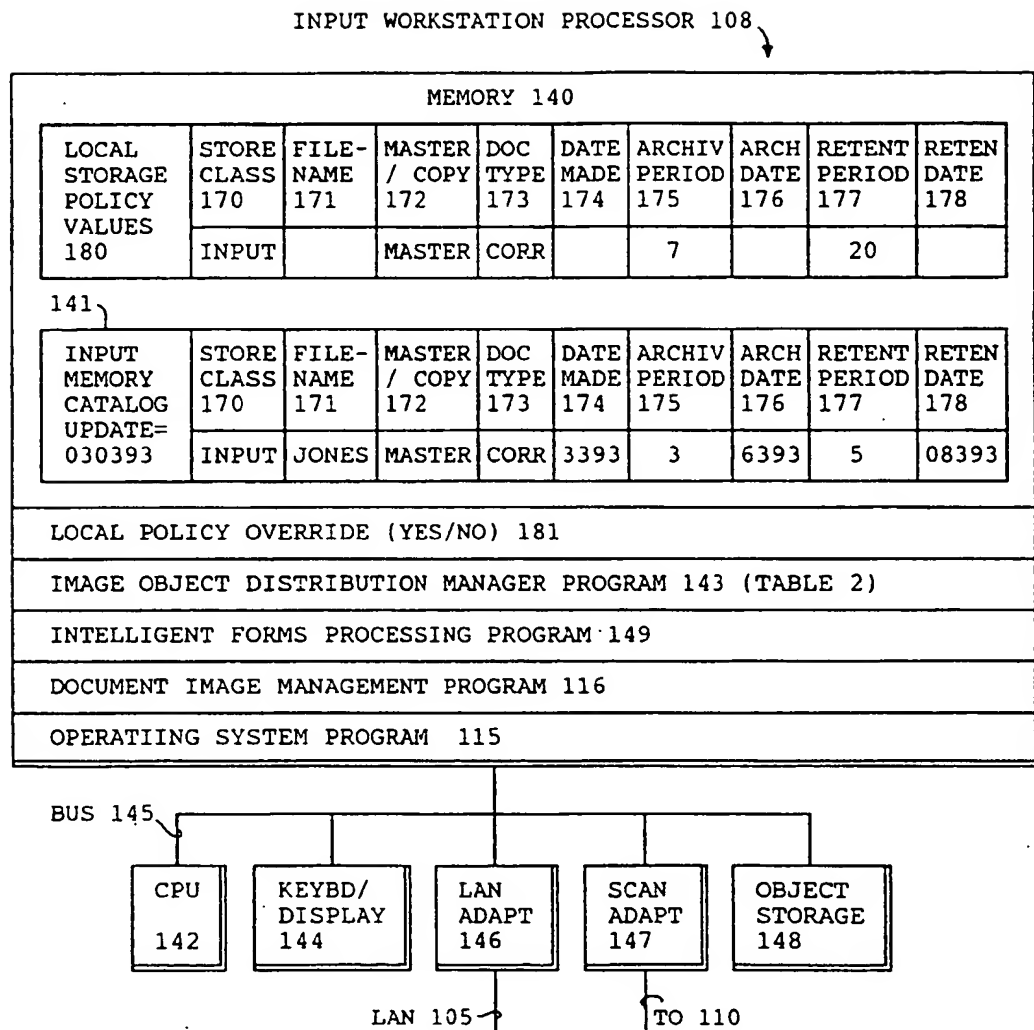 INPUT WORKSTATION PROCESSOR 108
MEMORY 140
LOCAL STORAGE POLICY VALUES 180
STORE CLASS 170
FILE-NAME 171
MASTER / COPY 172
DOC TYPE 173
DATE MADE 174
ARCHIV PERIOD 175
ARCH DATE 176
RETENT PERIOD 177
RETEN DATE 178
INPUT MASTER CORR 7 20
141
INPUT MEMORY CATALOG UPDATE= 030393
STORE CLASS 170
FILE-NAME 171
MASTER / COPY 172
DOC TYPE 173
DATE MADE 174
ARCHIV PERIOD 175
ARCH DATE 176
RETENT PERIOD 177
RETEN DATE 178
INPUT JONES MASTER CORR 3393 3 6393 5 08393
LOCAL POLICY OVERRIDE (YES/NO) 181
IMAGE OBJECT DISTRIBUTION MANAGER PROGRAM 143 (TABLE 2)
INTELLIGENT FORMS PROCESSING PROGRAM 149
DOCUMENT IMAGE MANAGEMENT PROGRAM 116
OPERATIING SYSTEM PROGRAM 115
BUS 145
CPU 142
KEYBD/ DISPLAY 144
LAN ADAPT 146
SCAN ADAPT 147
OBJECT STORAGE 148
LAN 105
TO 110